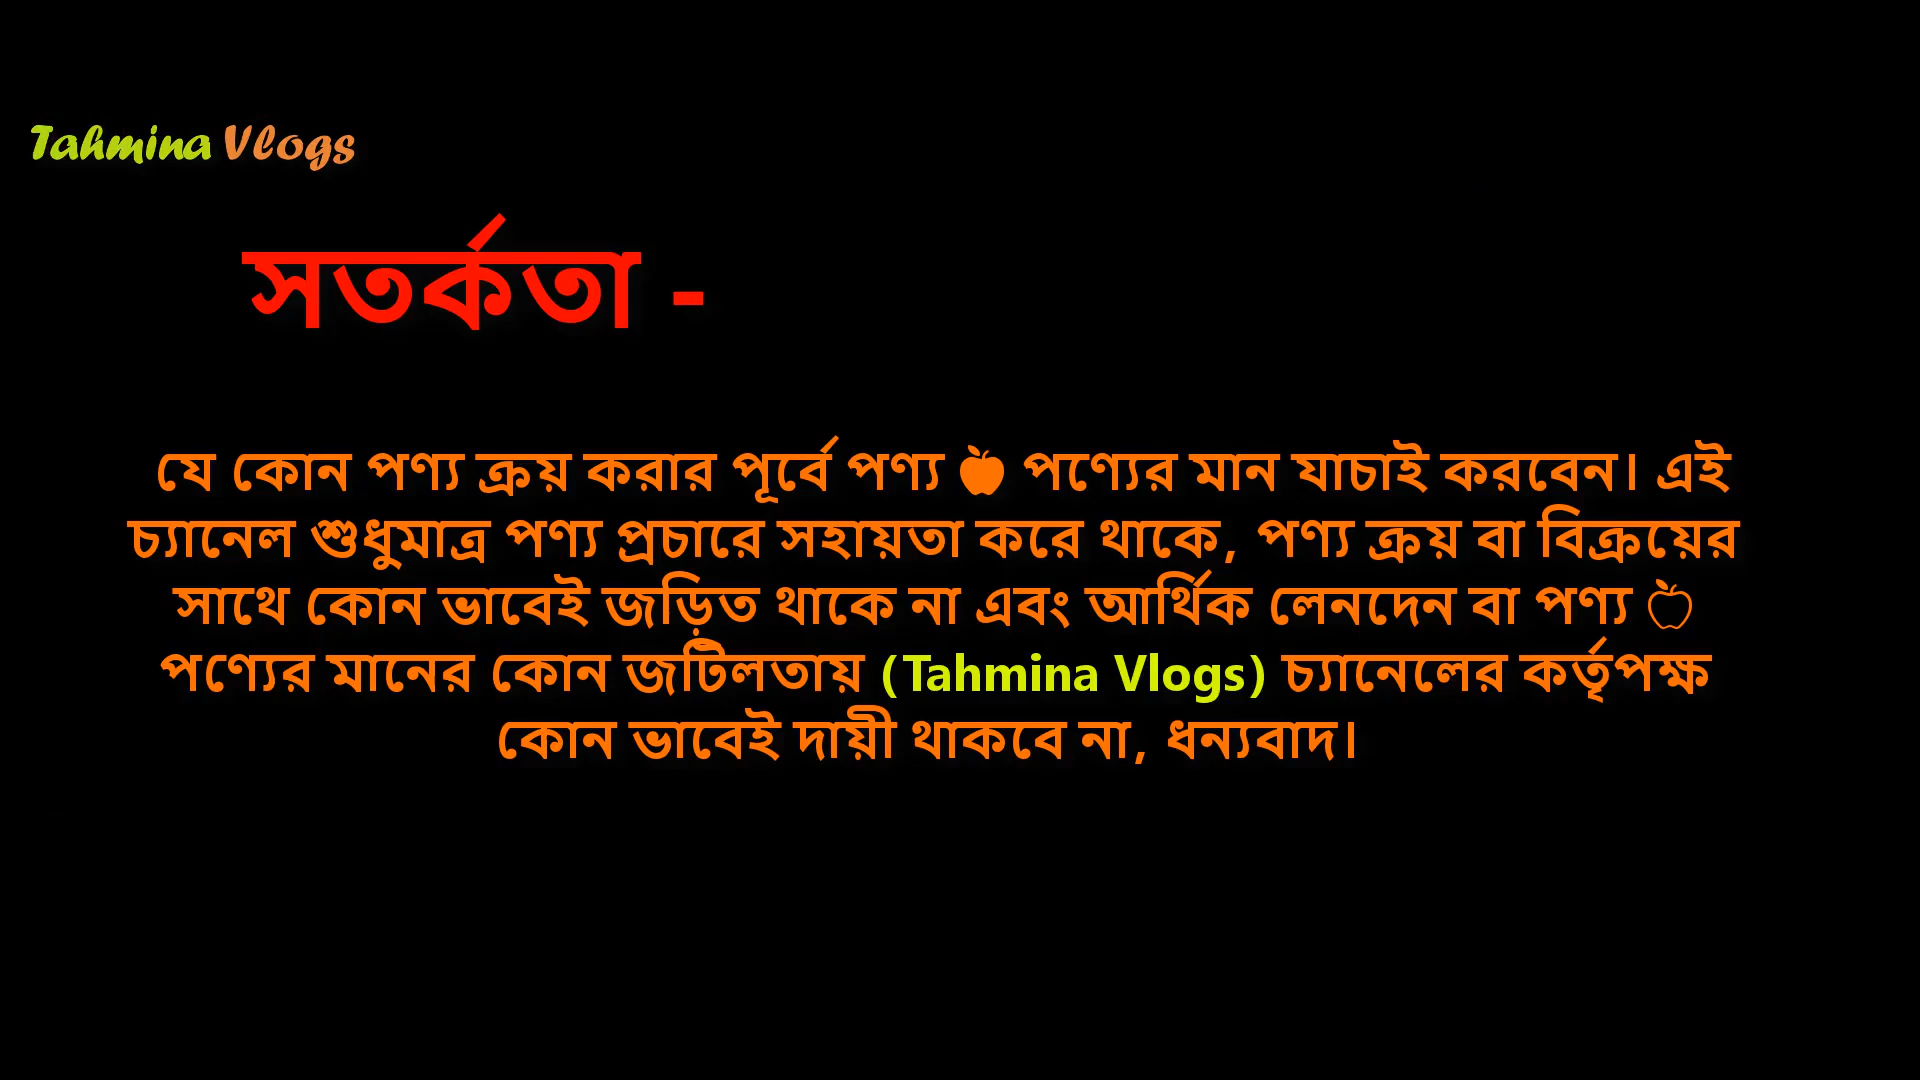 Tahmina Vlogs
সতর্কতা -
যে কোন পণ্য ক্রয় করার পূর্বে পণ্য 🍎 পণ্যের মান যাচাই করবেন। এই
চ্যানেল শুধুমাত্র পণ্য প্রচারে সহায়তা করে থাকে, পণ্য ক্রয় বা বিক্রয়ের
সাথে কোন ভাবেই জড়িত থাকে না এবং আর্থিক লেনদেন বা পণ্য 🍎
পণ্যের মানের কোন জটিলতায় (Tahmina Vlogs) চ্যানেলের কর্তৃপক্ষ
কোন ভাবেই দায়ী থাকবে না, ধন্যবাদ।